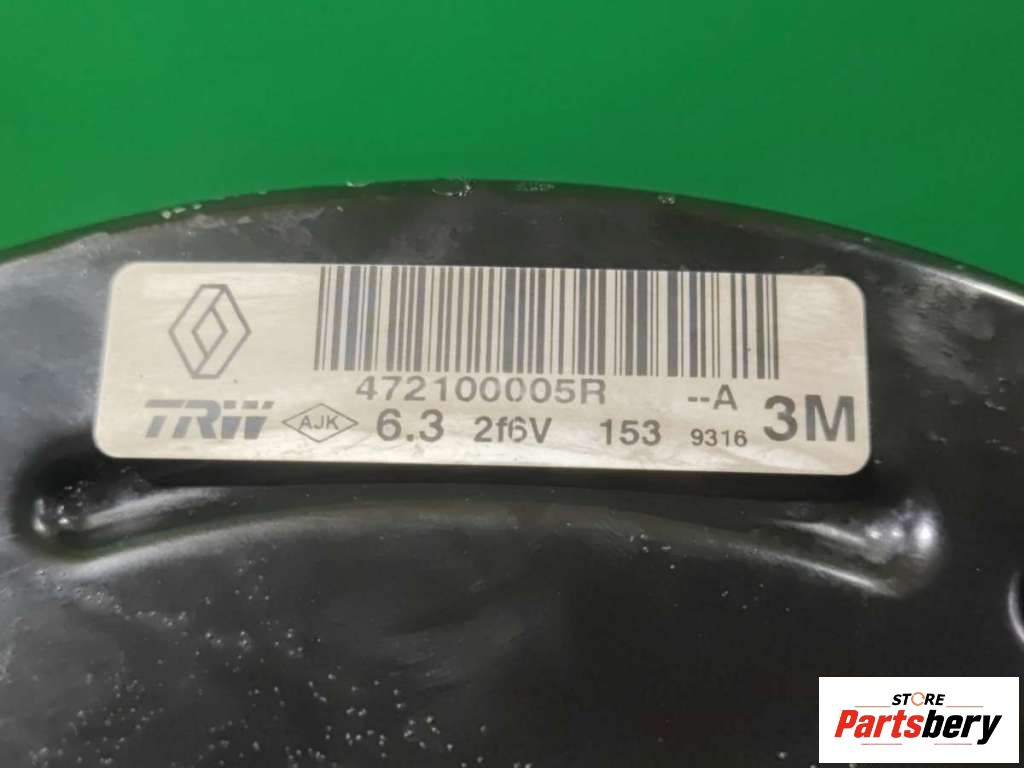 472100005R --A
TRW AJK 6.3 2f6V 153 9316 3M
STORE
Partsbery